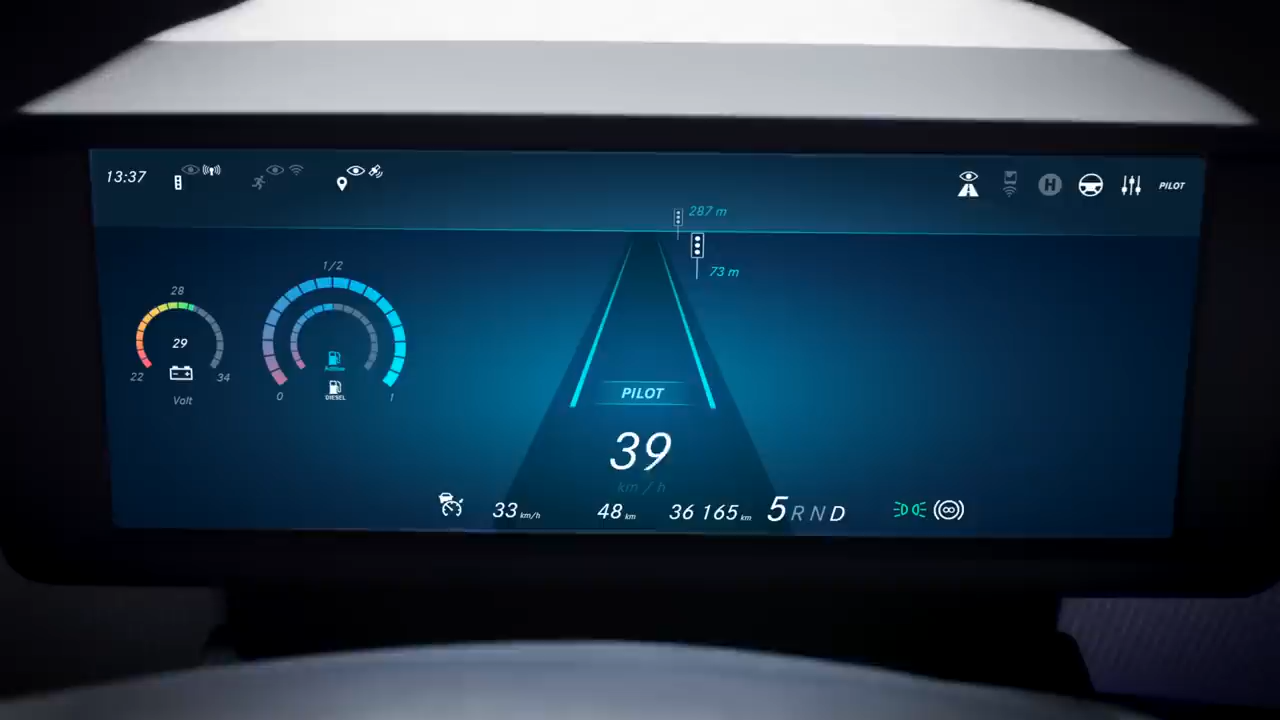 13:37
H
PILOT
287 m
73 m
28
29
22
34
Volt
1/2
0
1
DIESEL
PILOT
39
km / h
33 km/h
48 km
36 165 km
5 R N D